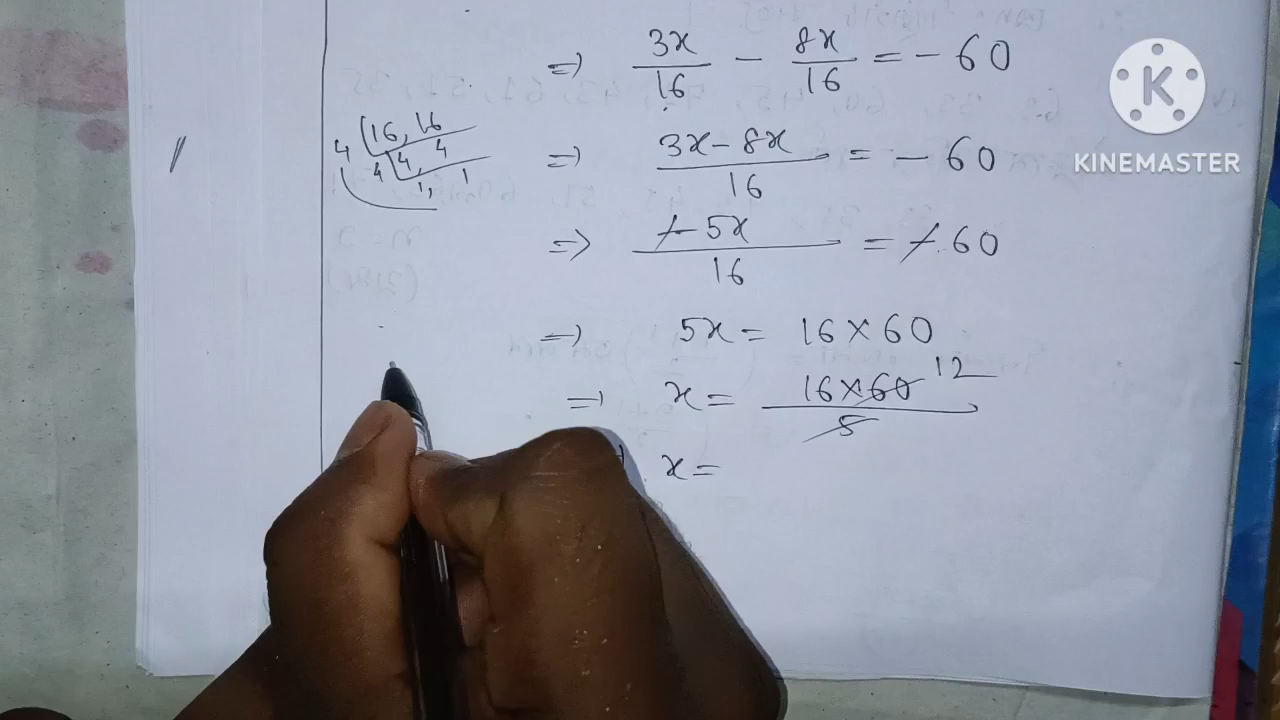 ⇒ 3x/16 - 8x/16 = - 60
4 16, 16
4 4, 4
1, 1
⇒ 3x - 8x/16 = - 60
⇒ - 5x/16 = - 60
⇒ 5x = 16 × 60
⇒ x = 16 × 60 12/5
x =
K
KINEMASTER